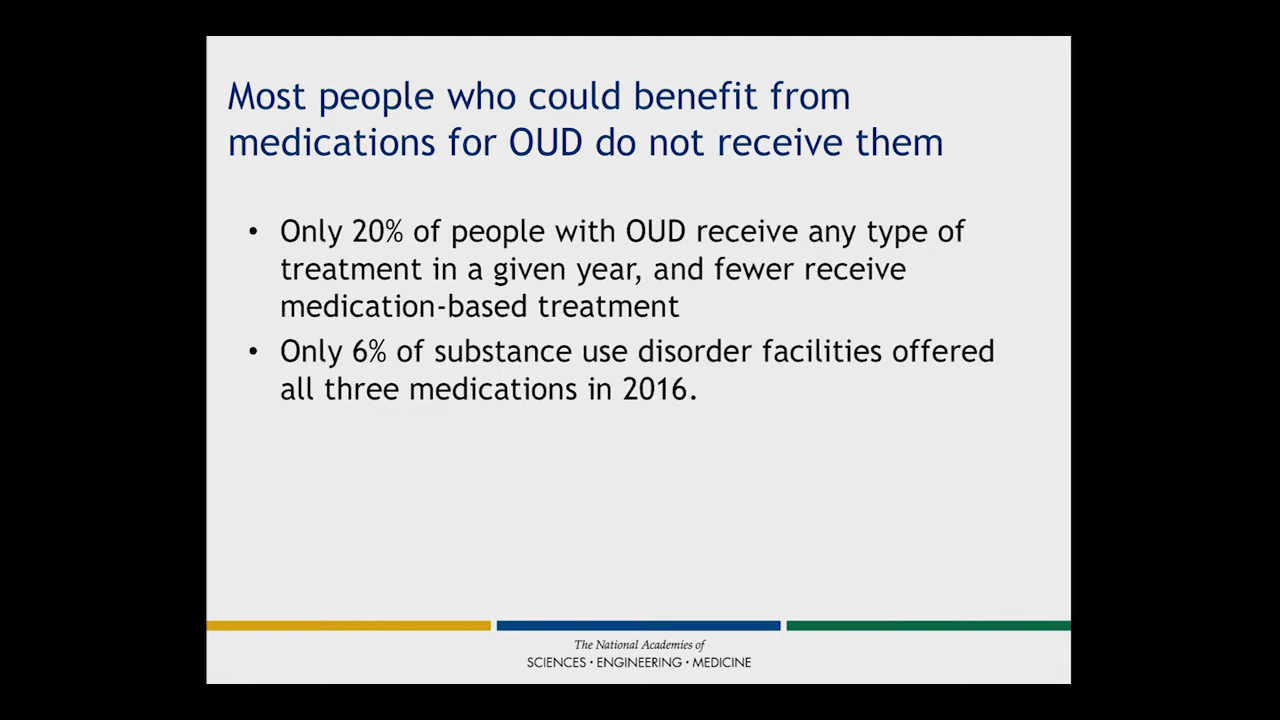 Most people who could benefit from
medications for OUD do not receive them
• Only 20% of people with OUD receive any type of
treatment in a given year, and fewer receive
medication-based treatment
• Only 6% of substance use disorder facilities offered
all three medications in 2016.
The National Academies of
SCIENCES · ENGINEERING · MEDICINE